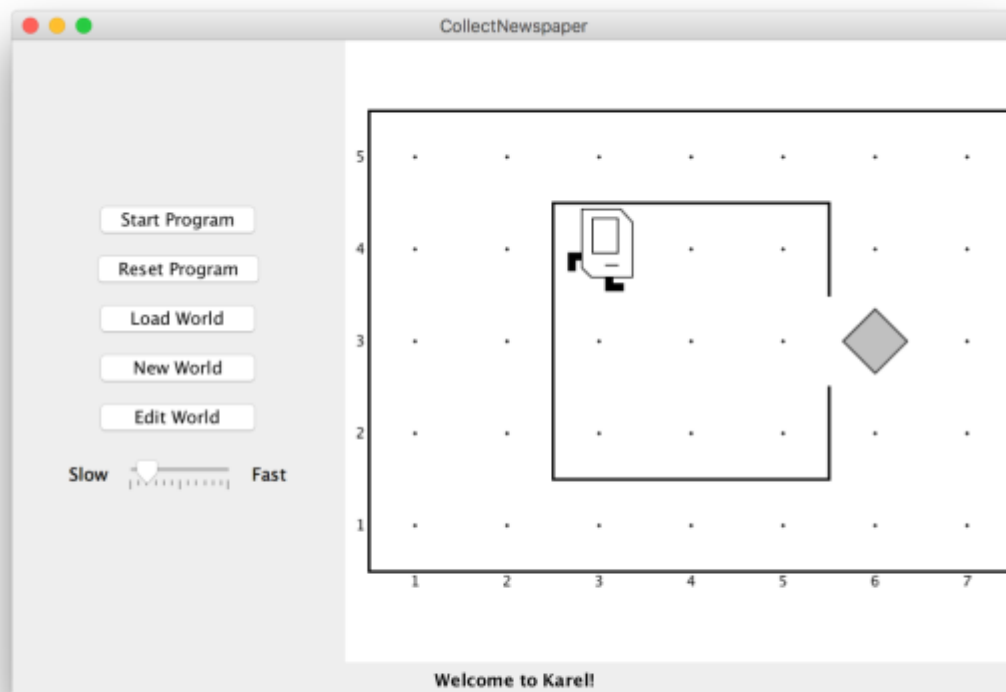 CollectNewspaper
Start Program
Reset Program
Load World
New World
Edit World
Slow Fast
5
4
3
2
1
1 2 3 4 5 6 7
Welcome to Karel!